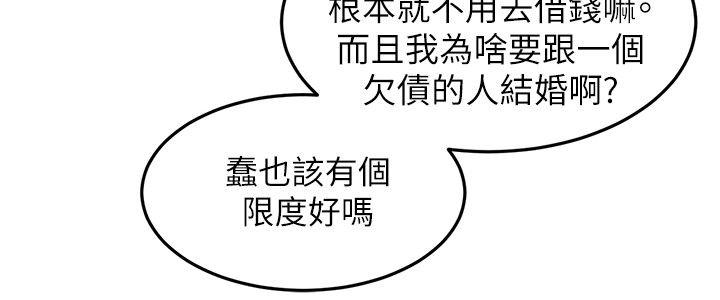 根本就不用去借錢嘛。
而且我為啥要跟一個
欠債的人結婚啊?
蠢也該有個
限度好嗎